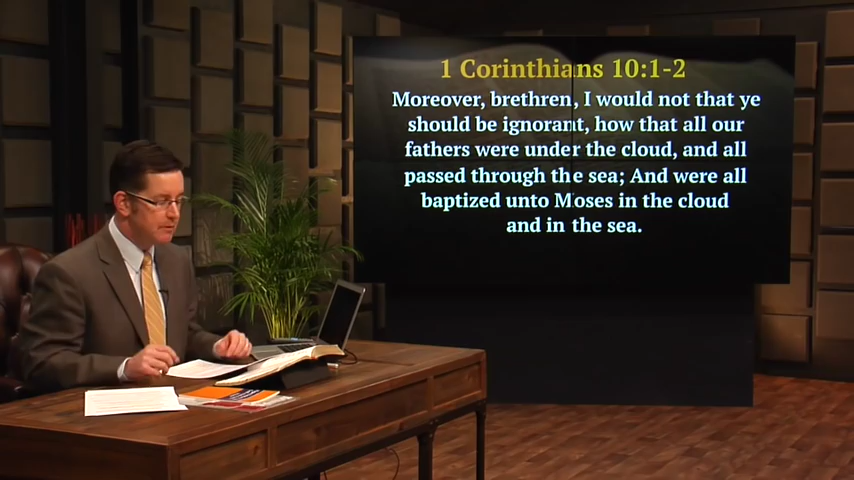 1 Corinthians 10:1-2
Moreover, brethren, I would not that ye
should be ignorant, how that all our
fathers were under the cloud, and all
passed through the sea; And were all
baptized unto Moses in the cloud
and in the sea.